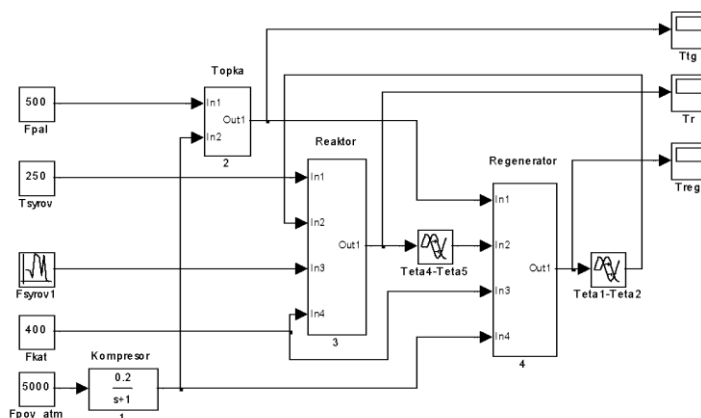 Topka
500
Fpal
In1
In2
Out1
2
Ttg
Tr
Treg
250
Tsyrov
Reaktor
In1
In2
In3
In4
Out1
3
Teta4-Teta5
Regenerator
In1
In2
In3
In4
Out1
4
Teta1-Teta2
Fsyrov1
400
Fkat
Kompresor
5000
Fpov_atm
0.2
s+1
1